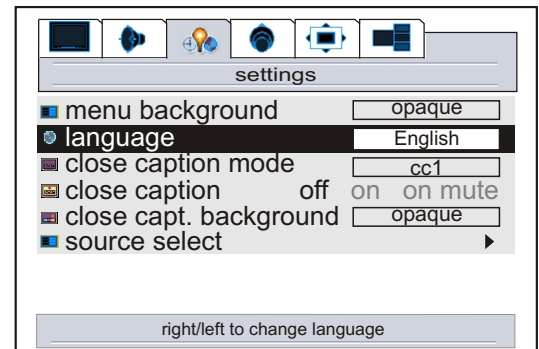 settings
menu background opaque
language English
close caption mode cc1
close caption off on on mute
close capt. background opaque
source select
right/left to change language